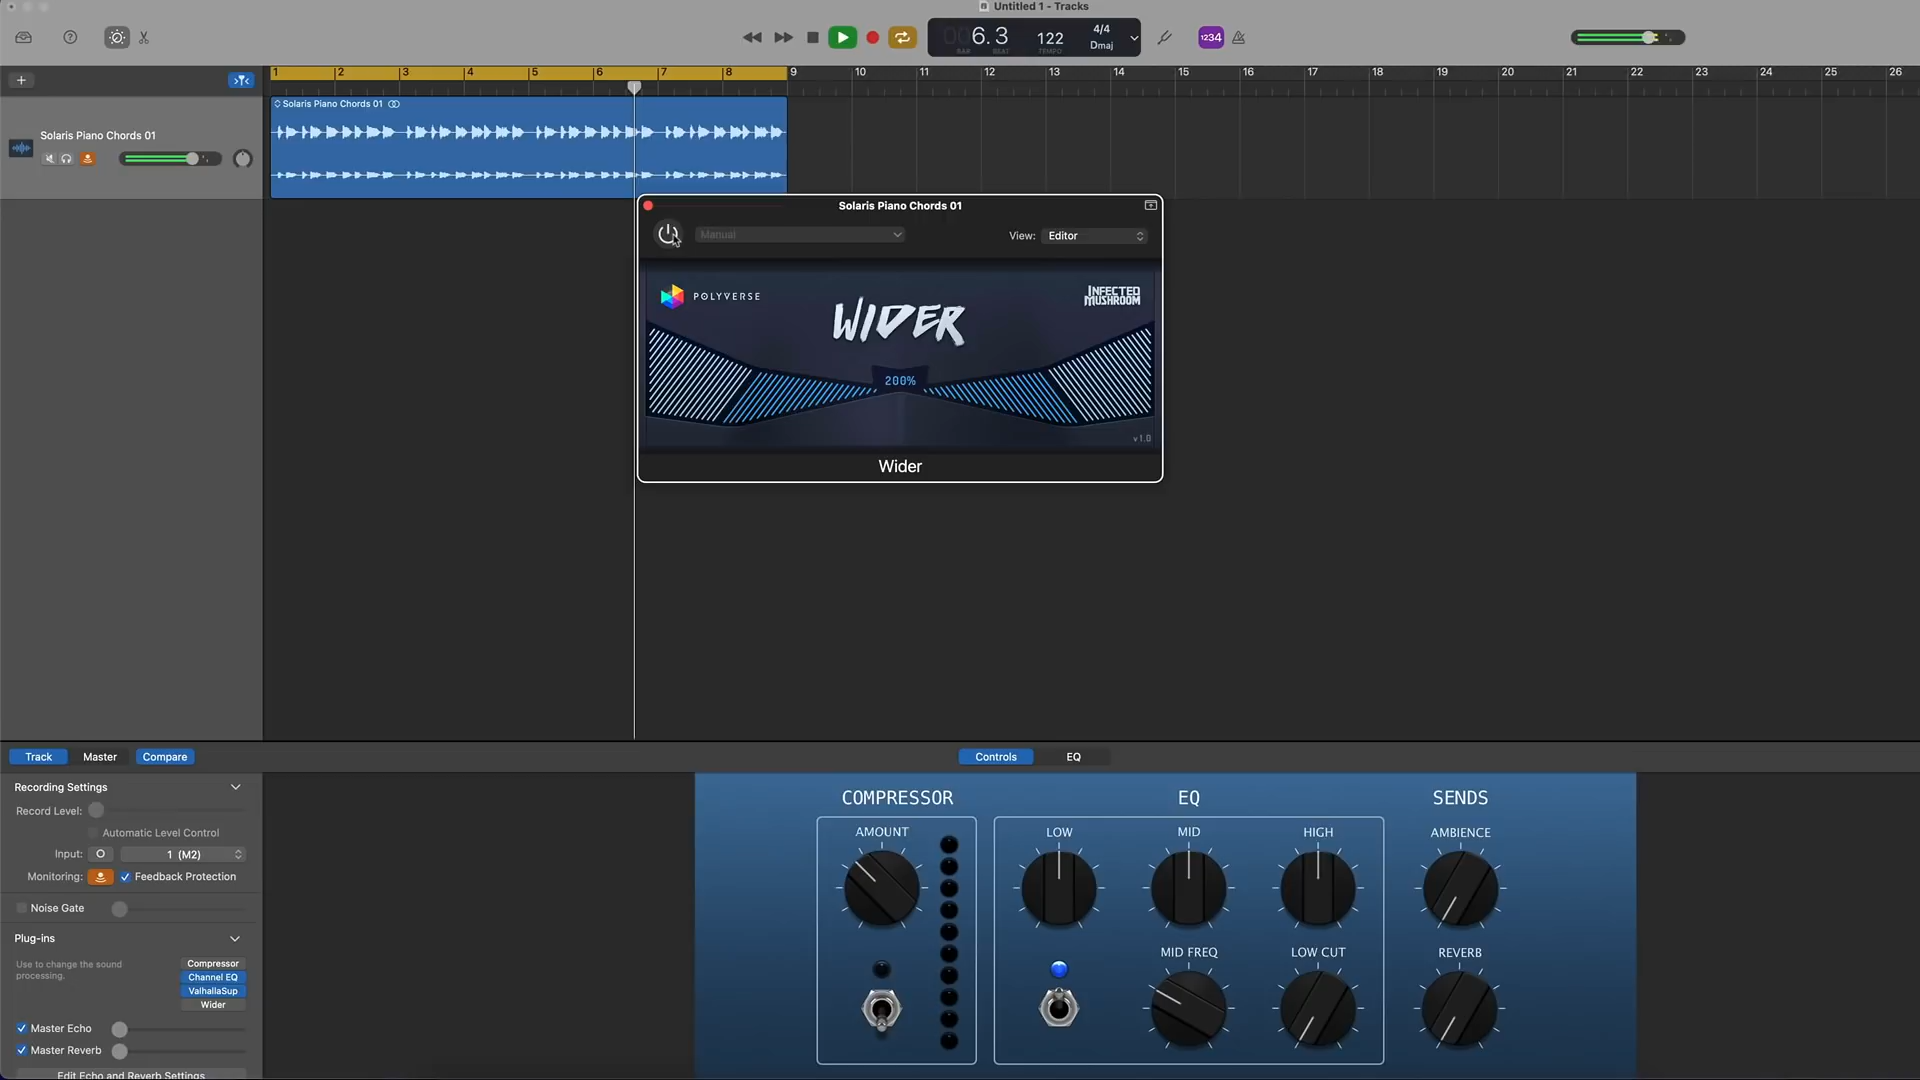 Untitled 1 - Tracks
6.3
BAR BEAT
122
TEMPO
4/4
Dmaj
1234
1 2 3 4 5 6 7 8 9 10 11 12 13 14 15 16 17 18 19 20 21 22 23 24 25 26
Solaris Piano Chords 01
Solaris Piano Chords 01
Solaris Piano Chords 01
Manual
View: Editor
POLYVERSE
WIDER
INFECTED
MUSHROOM
200%
v1.0
Wider
Track Master Compare
Controls EQ
Recording Settings
Record Level:
Automatic Level Control
Input: 1 (M2)
Monitoring: Feedback Protection
Noise Gate
Plug-ins
Use to change the sound
processing.
Compressor
Channel EQ
ValhallaSup
Wider
Master Echo
Master Reverb
Edit Echo and Reverb Settings
COMPRESSOR EQ SENDS
AMOUNT LOW MID HIGH AMBIENCE
MID FREQ LOW CUT REVERB